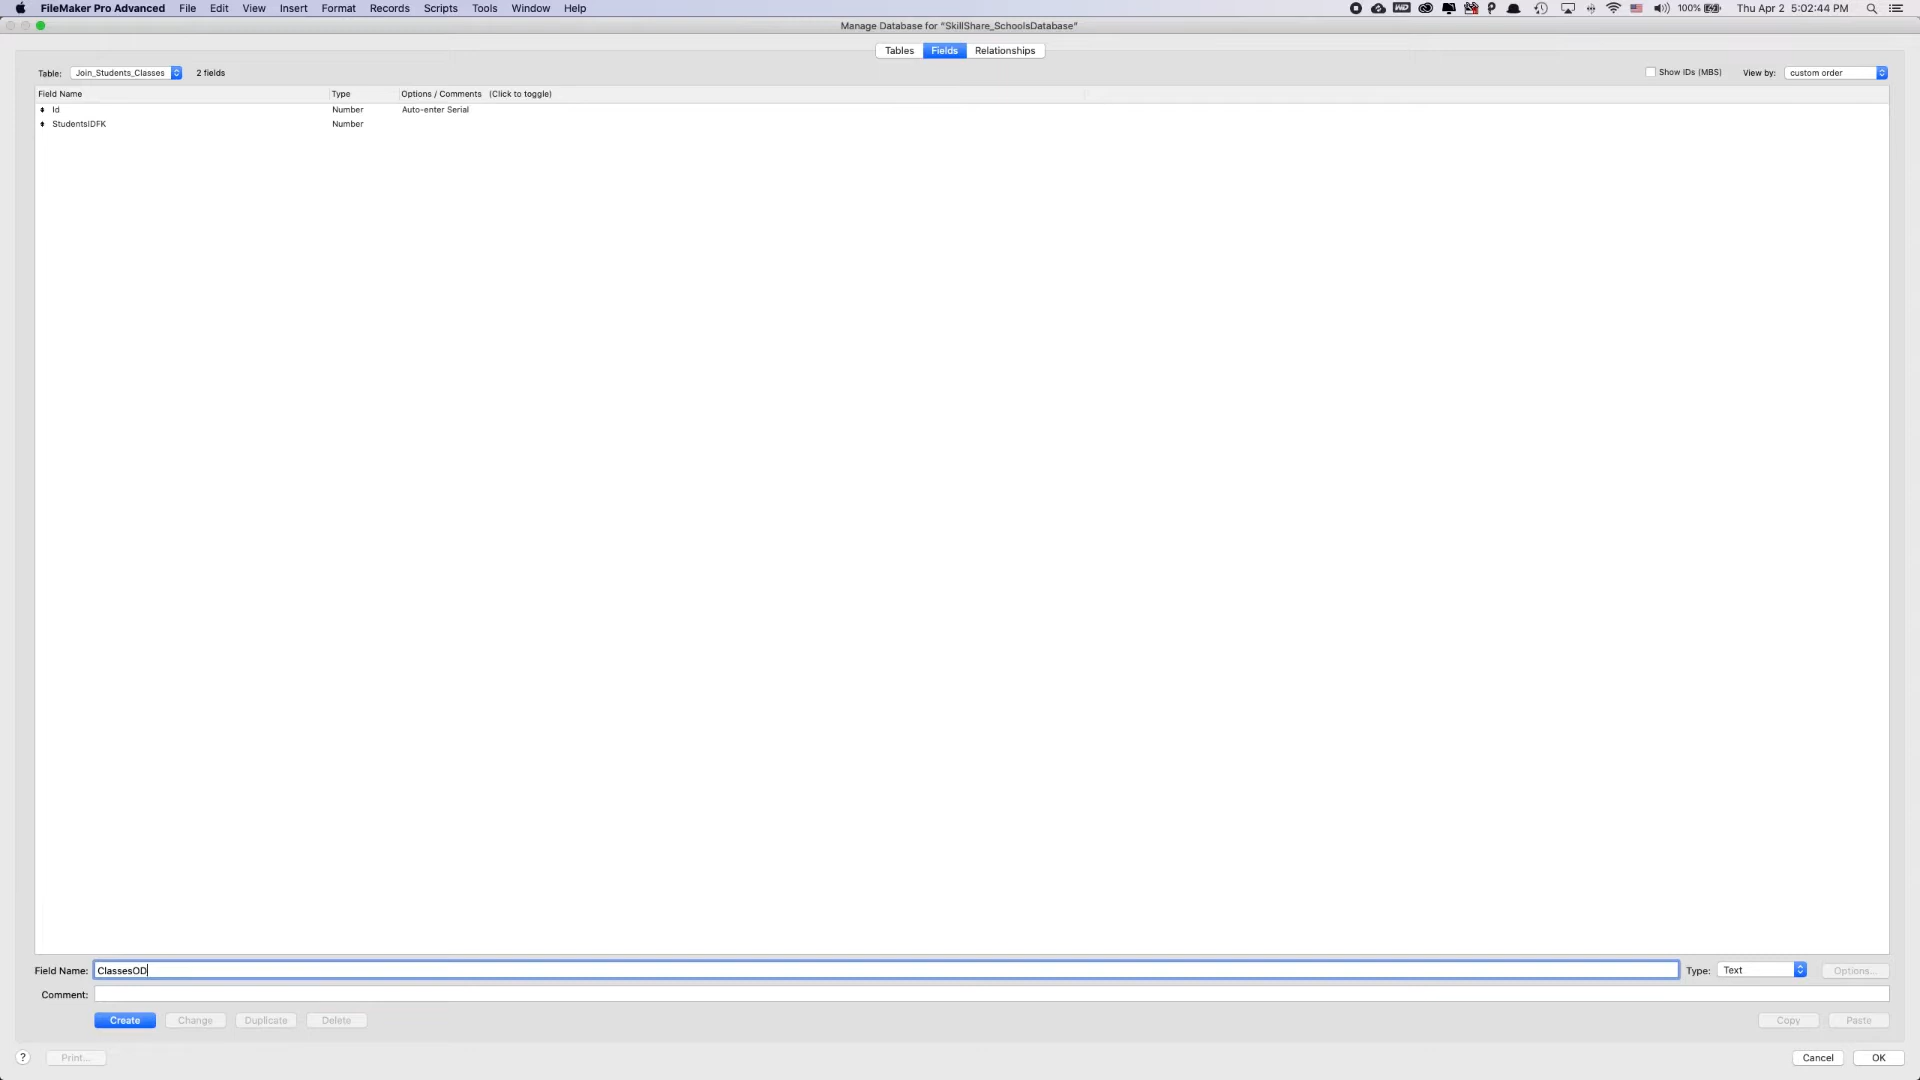 FileMaker Pro Advanced File Edit View Insert Format Records Scripts Tools Window Help 100% Thu Apr 2 5:02:44 PM
Manage Database for "SkillShare_SchoolsDatabase"
Tables Fields Relationships
Table: Join_Students_Classes 2 fields Show IDs (MBS) View by: custom order
Field Name Type Options / Comments (Click to toggle)
Id Number Auto-enter Serial
StudentsIDFK Number
Field Name: ClassesOD Type: Text Options...
Comment:
Create Change Duplicate Delete Copy Paste
? Print... Cancel OK